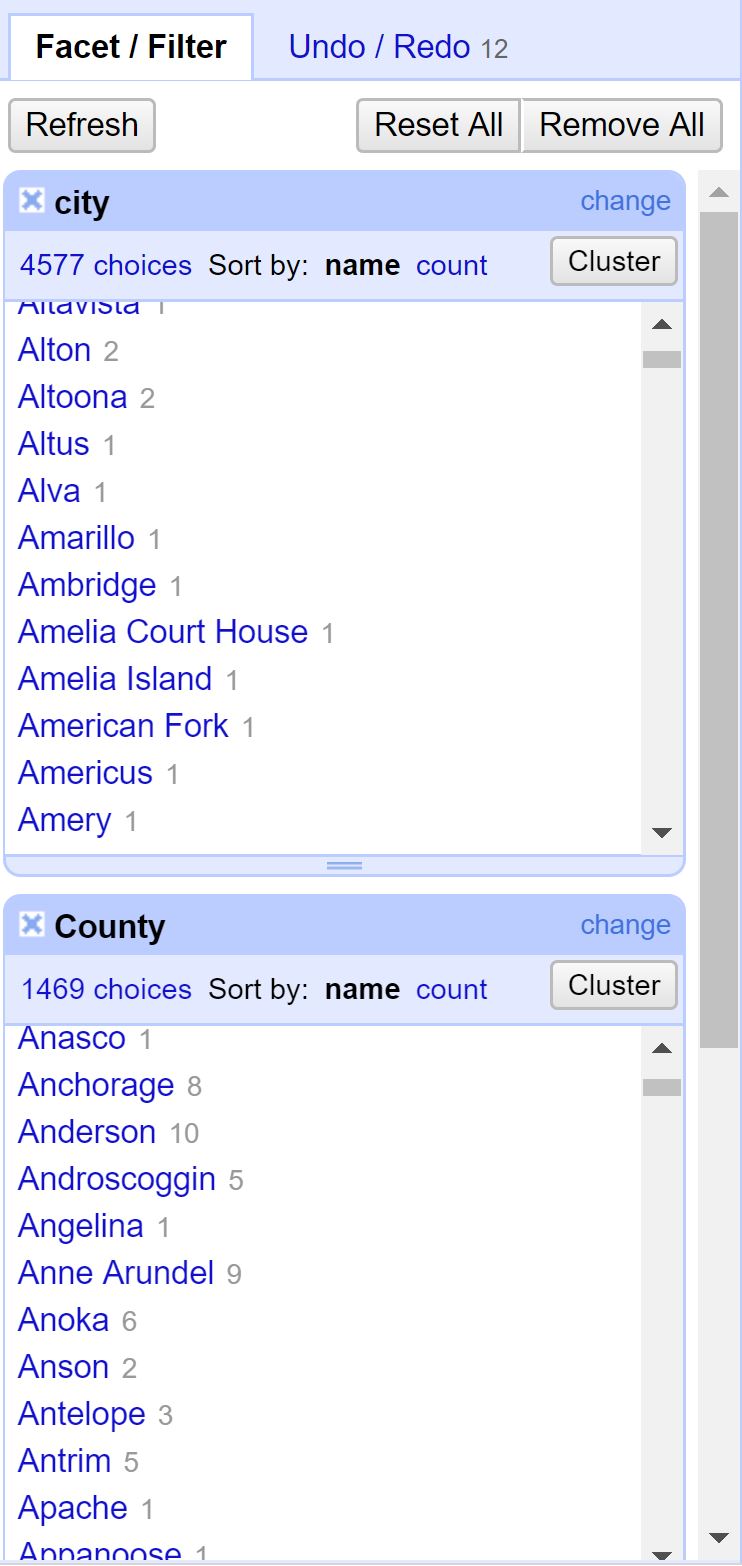 Facet / Filter Undo / Redo 12
Refresh Reset All Remove All
city change
4577 choices Sort by: name count Cluster
Altavista 1
Alton 2
Altoona 2
Altus 1
Alva 1
Amarillo 1
Ambridge 1
Amelia Court House 1
Amelia Island 1
American Fork 1
Americus 1
Amery 1
County change
1469 choices Sort by: name count Cluster
Anasco 1
Anchorage 8
Anderson 10
Androscoggin 5
Angelina 1
Anne Arundel 9
Anoka 6
Anson 2
Antelope 3
Antrim 5
Apache 1
Appanoose 1